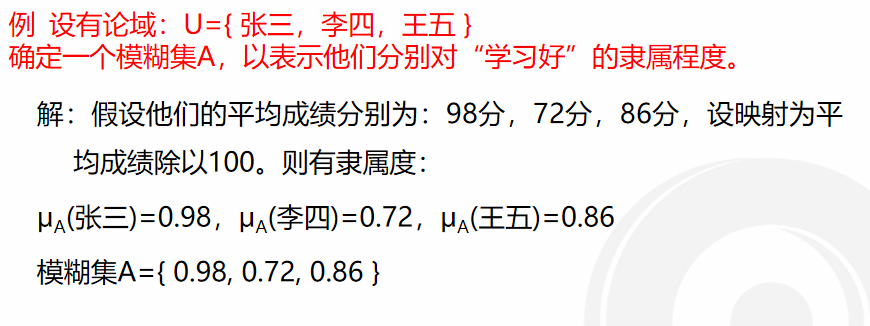 例 设有论域：U={ 张三，李四，王五 }
确定一个模糊集A，以表示他们分别对“学习好”的隶属程度。
解：假设他们的平均成绩分别为：98分，72分，86分，设映射为平
均成绩除以100。则有隶属度：
μA(张三)=0.98，μA(李四)=0.72，μA(王五)=0.86
模糊集A={ 0.98, 0.72, 0.86 }